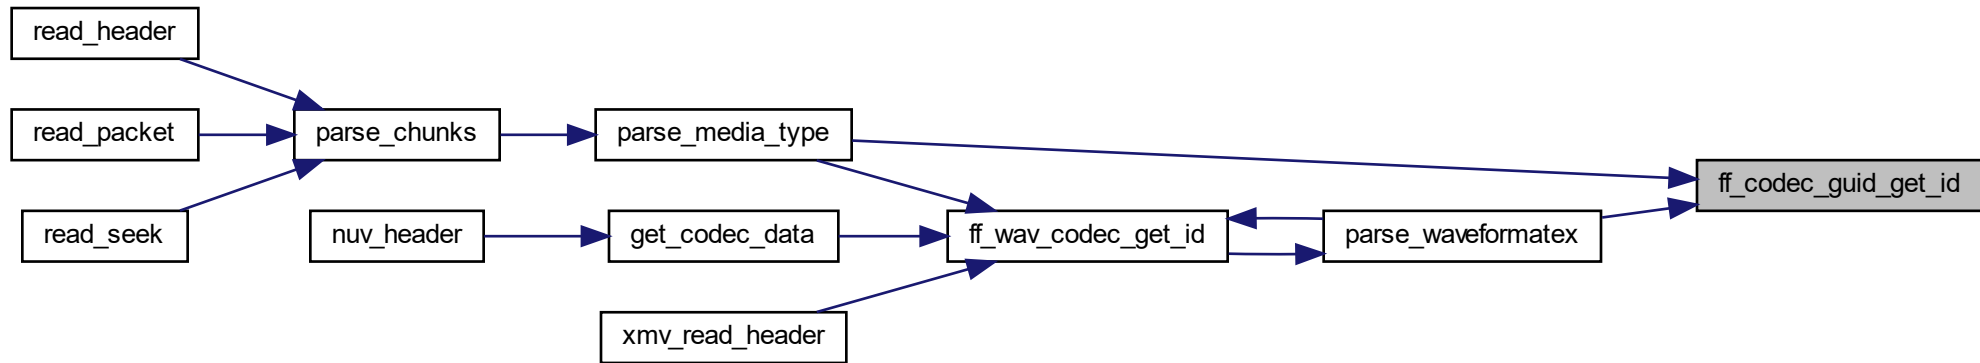 read_header
read_packet
parse_chunks
parse_media_type
ff_codec_guid_get_id
read_seek
nuv_header
get_codec_data
ff_wav_codec_get_id
parse_waveformatex
xmv_read_header